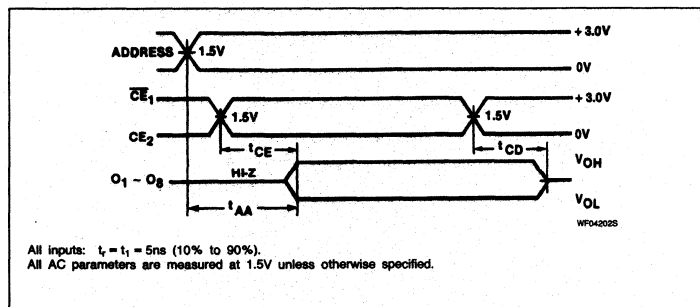 ADDRESS 1.5V + 3.0V
0V
CE1 1.5V 1.5V + 3.0V
CE2 0V
tCE tCD
O1 ~ O8 HI-Z VOH
tAA VOL
WF04202S
All inputs: tr = t1 = 5ns (10% to 90%).
All AC parameters are measured at 1.5V unless otherwise specified.